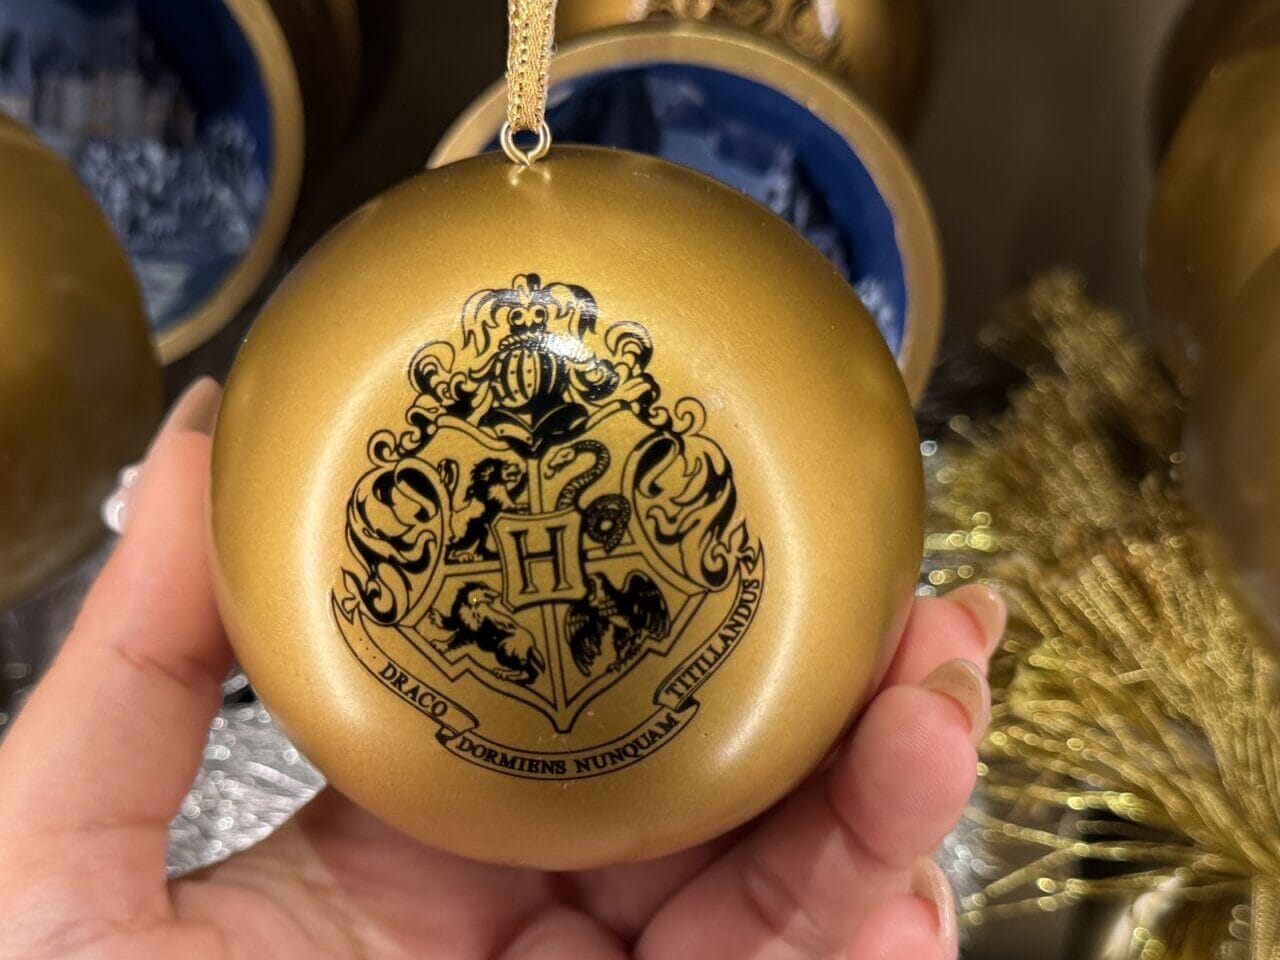 H
DRACO
DORMIENS NUNQUAM
TITILLANDUS